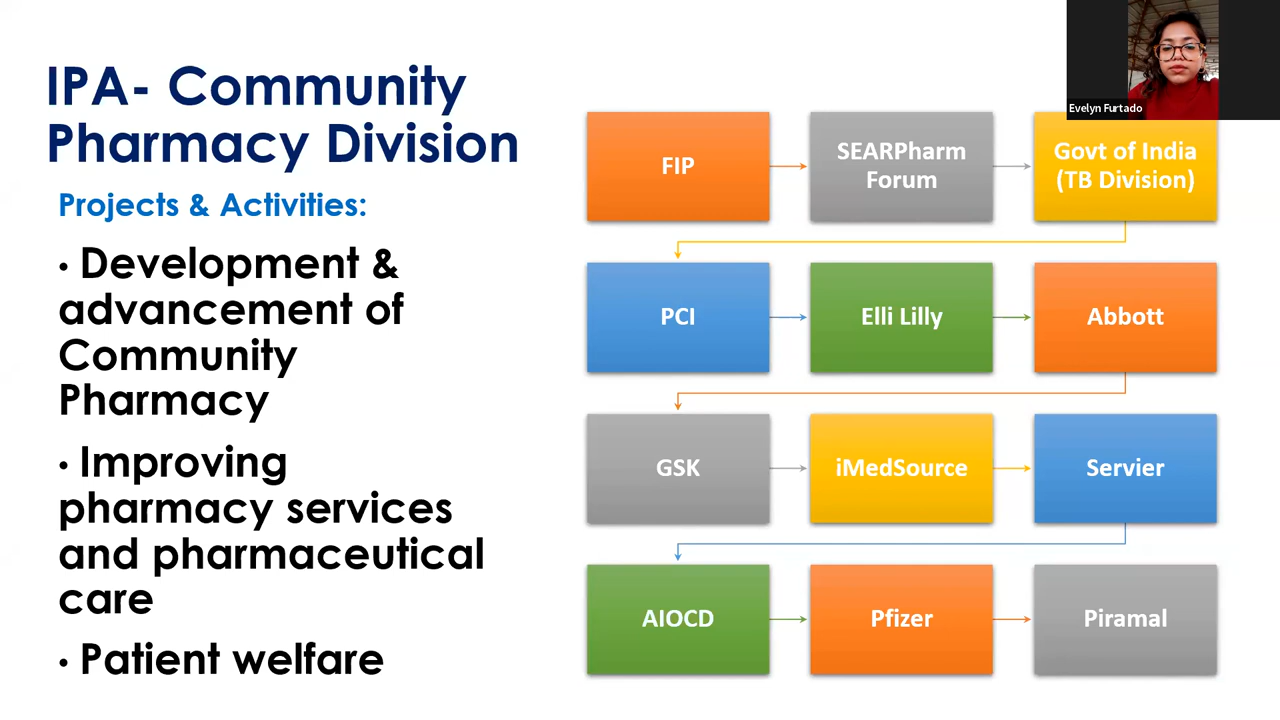 IPA- Community
Pharmacy Division
Projects & Activities:
• Development &
advancement of
Community
Pharmacy
• Improving
pharmacy services
and pharmaceutical
care
• Patient welfare
FIP
SEARPharm
Forum
Govt of India
(TB Division)
PCI
Elli Lilly
Abbott
GSK
iMedSource
Servier
AIOCD
Pfizer
Piramal
Evelyn Furtado